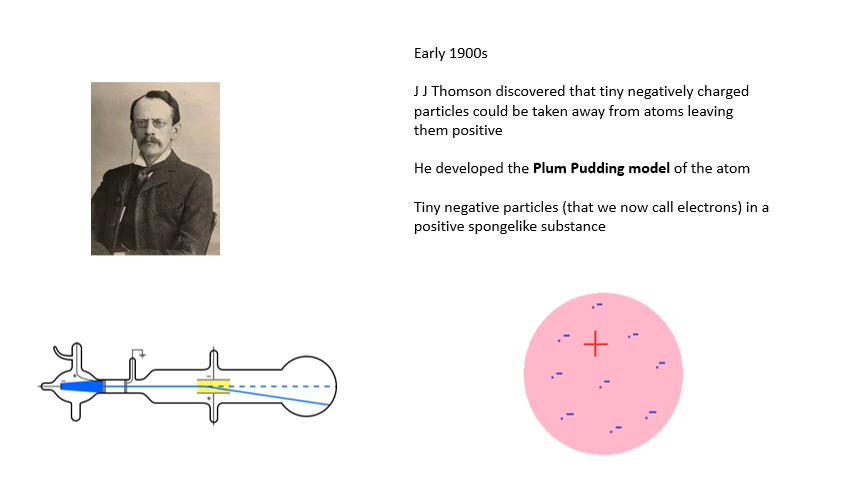 Early 1900s
J J Thomson discovered that tiny negatively charged
particles could be taken away from atoms leaving
them positive
He developed the Plum Pudding model of the atom
Tiny negative particles (that we now call electrons) in a
positive spongelike substance